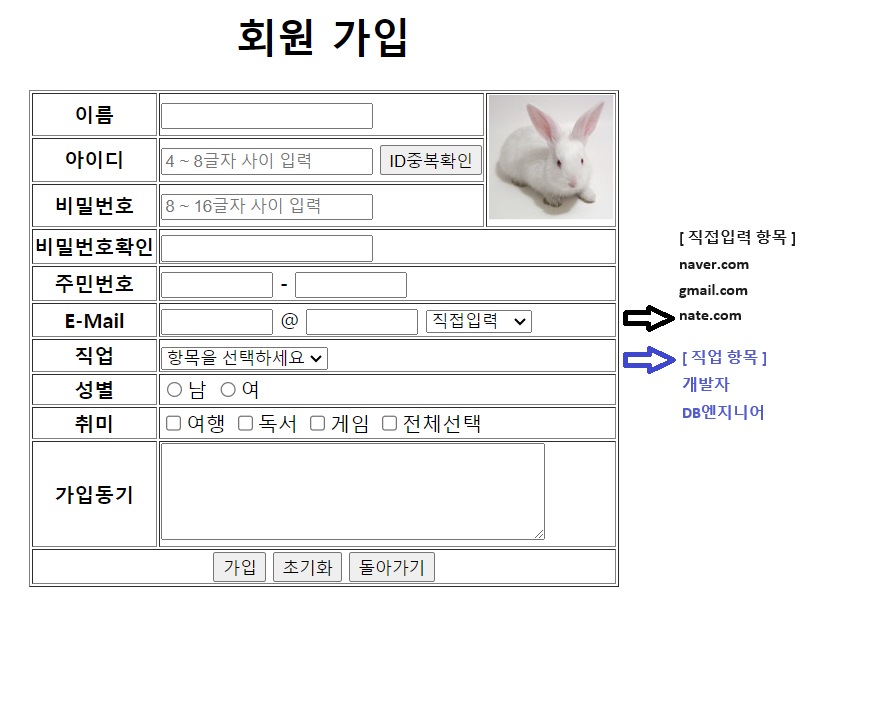 회원 가입
이름
아이디 4 ~ 8글자 사이 입력 ID중복확인
비밀번호 8 ~ 16글자 사이 입력
비밀번호확인
주민번호 -
E-Mail @ 직접입력
직업 항목을 선택하세요
성별 남 여
취미 여행 독서 게임 전체선택
가입동기
가입 초기화 돌아가기
[ 직접입력 항목 ]
naver.com
gmail.com
nate.com
[ 직업 항목 ]
개발자
DB엔지니어